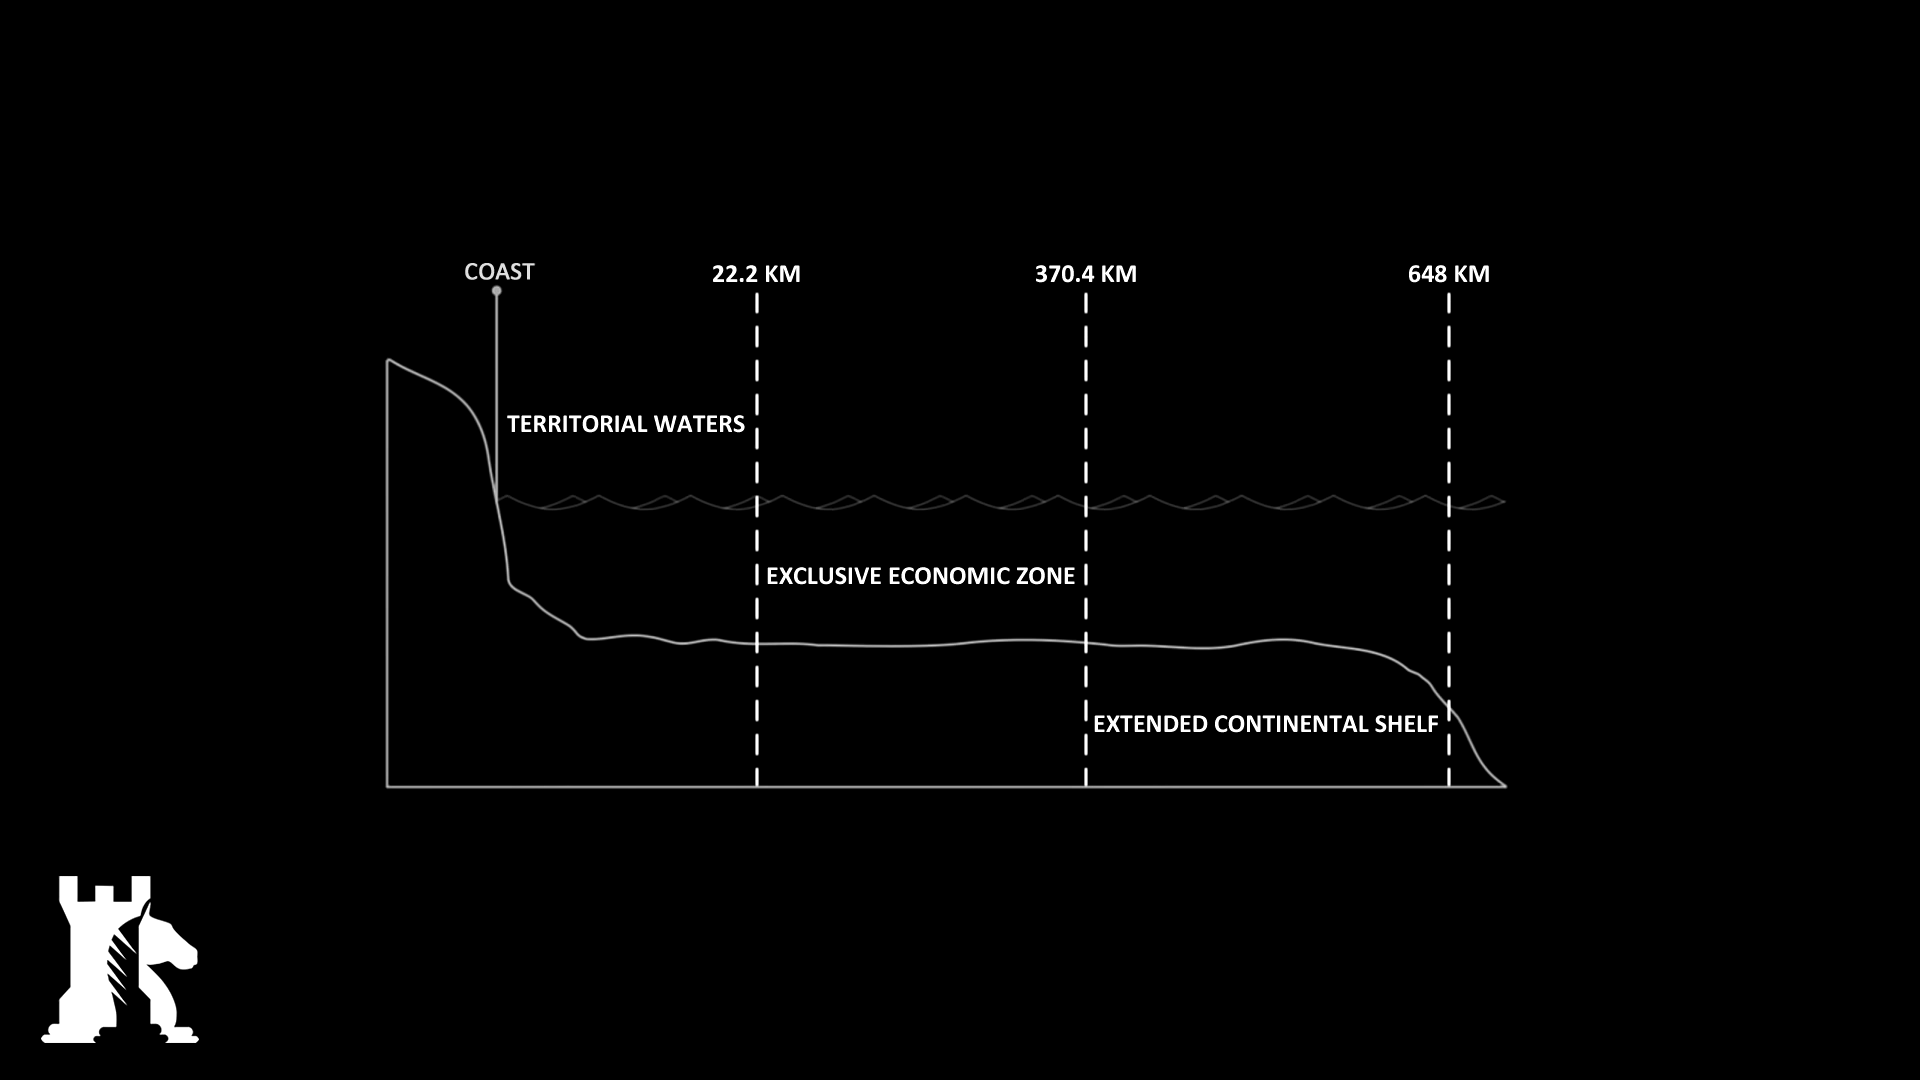 COAST
22.2 KM
370.4 KM
648 KM
TERRITORIAL WATERS
EXCLUSIVE ECONOMIC ZONE
EXTENDED CONTINENTAL SHELF